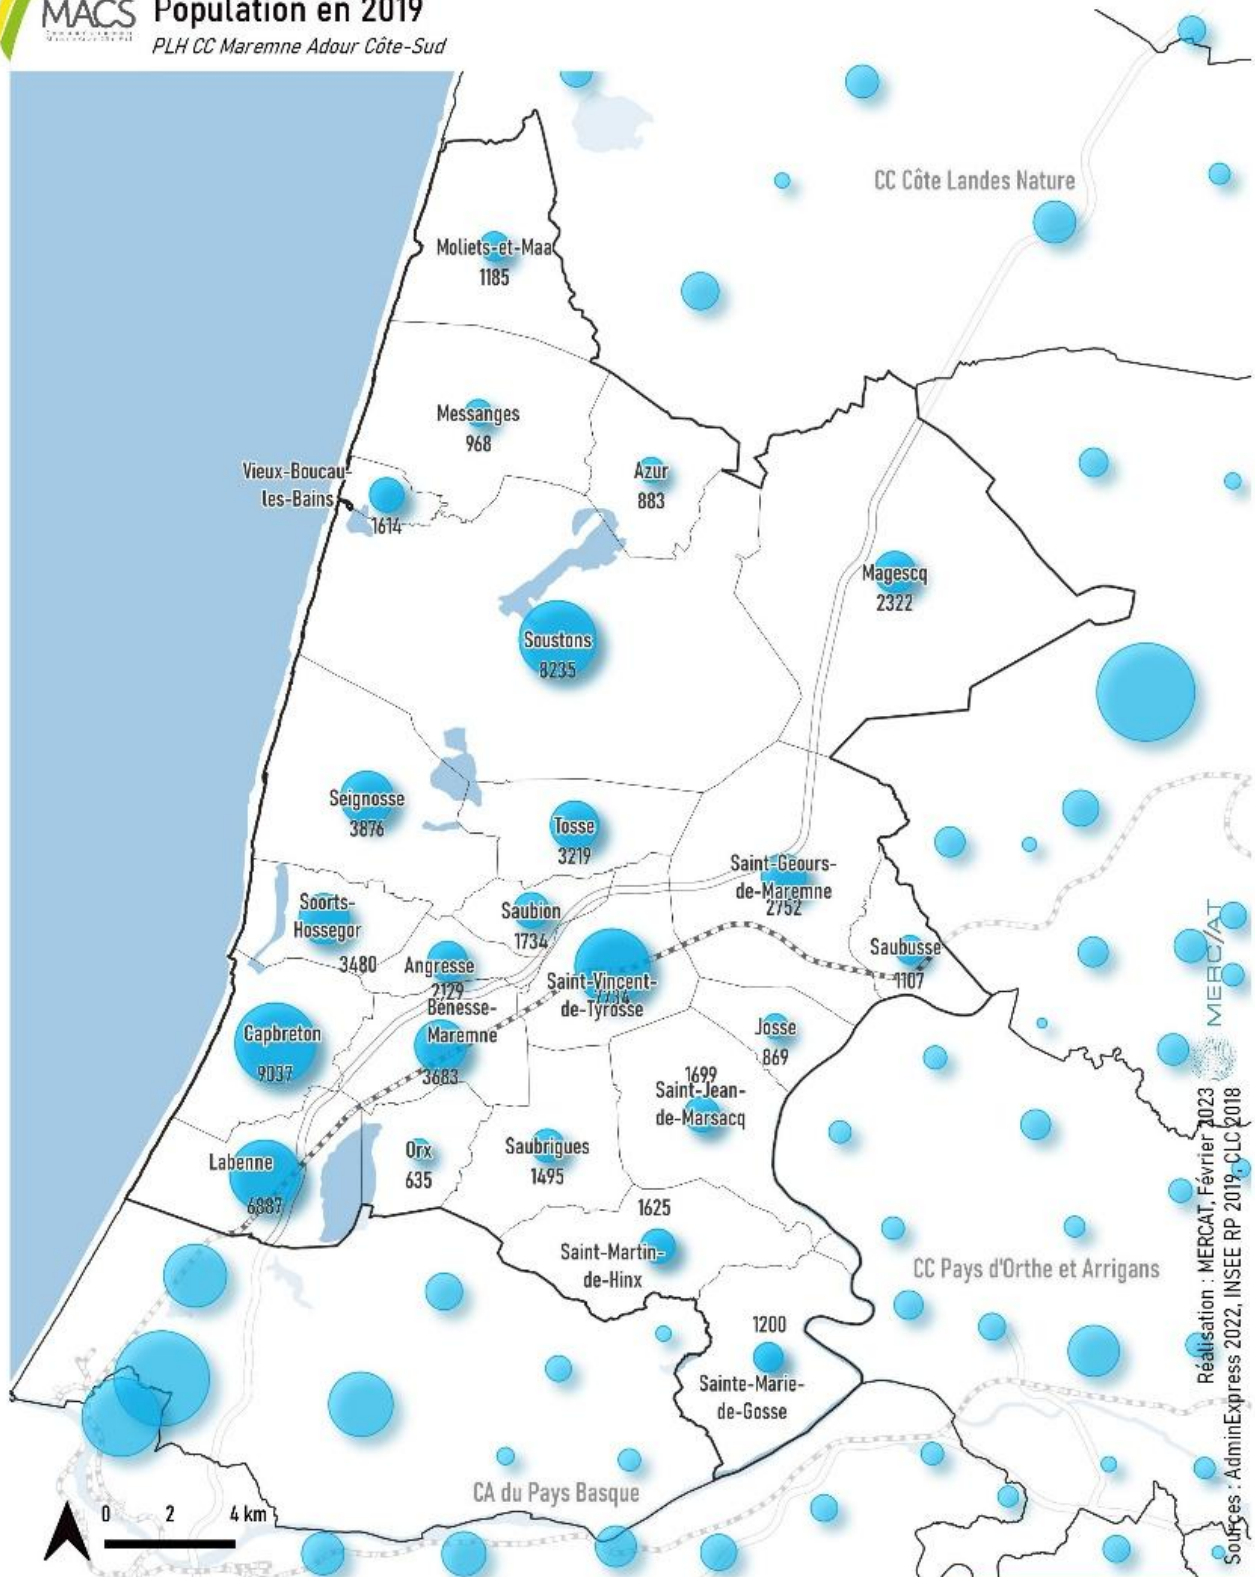 MACS
Population en 2019
PLH CC Maremne Adour Côte-Sud
CC Côte Landes Nature
Moliets-et-Maa
1185
Messanges
968
Vieux-Boucau-
les-Bains
1614
Azur
883
Magescq
2322
Soustons
8235
Seignosse
3876
Tosse
3219
Saint-Geours-
de-Maremne
2752
Soorts-
Hossegor
3480
Saubion
1734
Angresse
2129
Saubusse
1107
Saint-Vincent-
de-Tyrosse
Bénesse-
Maremne
3683
Capbreton
9037
Josse
869
1699
Saint-Jean-
de-Marsacq
Labenne
6887
Orx
635
Saubrigues
1495
1625
Saint-Martin-
de-Hinx
1200
Sainte-Marie-
de-Gosse
CC Pays d'Orthe et Arrigans
CA du Pays Basque
0 2 4 km
MERC/AT
Réalisation : MERCAT, Février 2023
Sources : AdminExpress 2022, INSEE RP 2019, CLC 2018